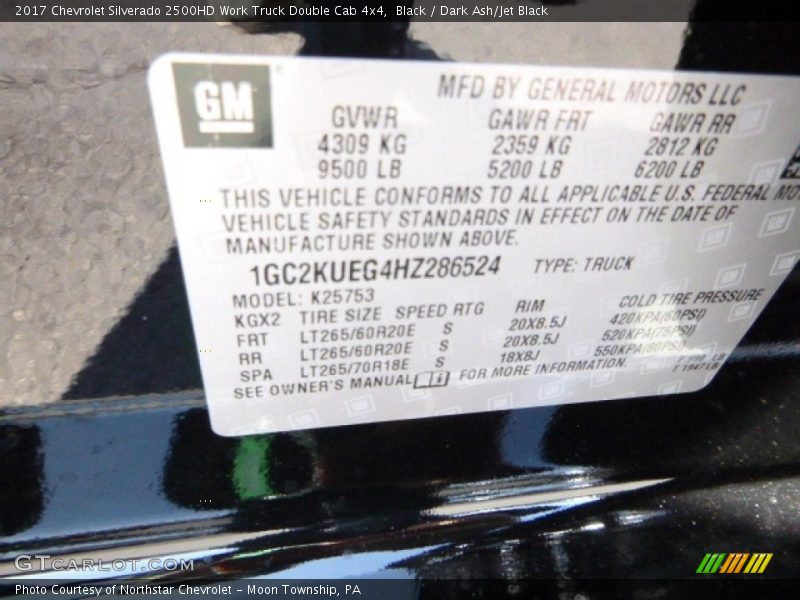 2017 Chevrolet Silverado 2500HD Work Truck Double Cab 4x4, Black / Dark Ash/Jet Black
GM
MFD BY GENERAL MOTORS LLC
GVWR GAWR FRT GAWR RR
4309 KG 2359 KG 2812 KG
9500 LB 5200 LB 6200 LB
THIS VEHICLE CONFORMS TO ALL APPLICABLE U.S. FEDERAL MO
VEHICLE SAFETY STANDARDS IN EFFECT ON THE DATE OF
MANUFACTURE SHOWN ABOVE.
1GC2KUEG4HZ286524 TYPE: TRUCK
MODEL: K25753
KGX2 TIRE SIZE SPEED RTG RIM COLD TIRE PRESSURE
FRT LT265/60R20E S 20X8.5J 420KPA(60PSI)
RR LT265/60R20E S 20X8.5J 520KPA(75PSI)
SPA LT265/70R18E S 18X8J 550KPA(80PSI)
SEE OWNER'S MANUAL FOR MORE INFORMATION.
T 1947LB
GTCARLOT.COM
Photo Courtesy of Northstar Chevrolet - Moon Township, PA